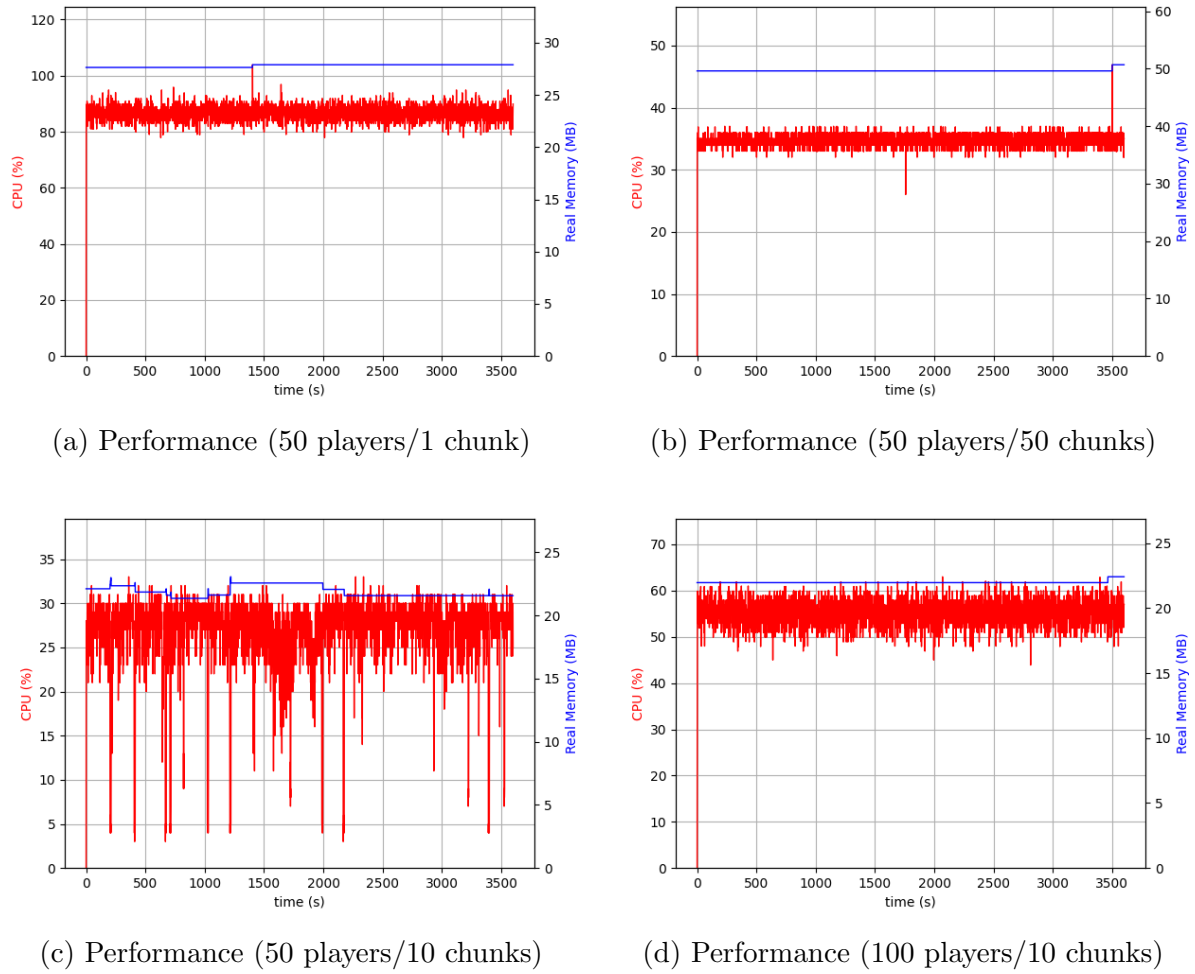 120
100
80
60
40
20
0
CPU (%)
30
25
20
15
10
5
0
Real Memory (MB)
0 500 1000 1500 2000 2500 3000 3500
time (s)
(a) Performance (50 players/1 chunk)
50
40
30
20
10
0
CPU (%)
60
50
40
30
20
10
0
Real Memory (MB)
0 500 1000 1500 2000 2500 3000 3500
time (s)
(b) Performance (50 players/50 chunks)
35
30
25
20
15
10
5
0
CPU (%)
25
20
15
10
5
0
Real Memory (MB)
0 500 1000 1500 2000 2500 3000 3500
time (s)
(c) Performance (50 players/10 chunks)
70
60
50
40
30
20
10
0
CPU (%)
25
20
15
10
5
0
Real Memory (MB)
0 500 1000 1500 2000 2500 3000 3500
time (s)
(d) Performance (100 players/10 chunks)